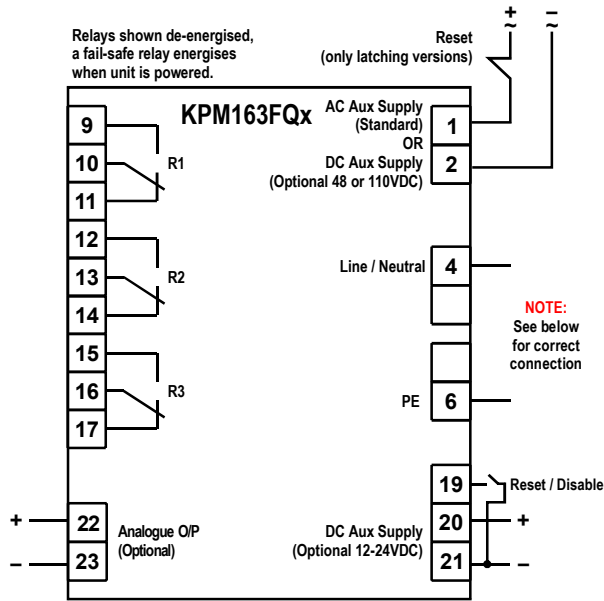 Relays shown de-energised,
a fail-safe relay energises
when unit is powered.
Reset
(only latching versions)
+
~
−
~
KPM163FQx
9
10
11
R1
12
13
14
R2
15
16
17
R3
AC Aux Supply
(Standard)
OR
DC Aux Supply
(Optional 48 or 110VDC)
1
2
Line / Neutral
4
NOTE:
See below
for correct
connection
PE
6
19
Reset / Disable
+
22
Analogue O/P
(Optional)
−
23
DC Aux Supply
(Optional 12-24VDC)
20
+
21
−